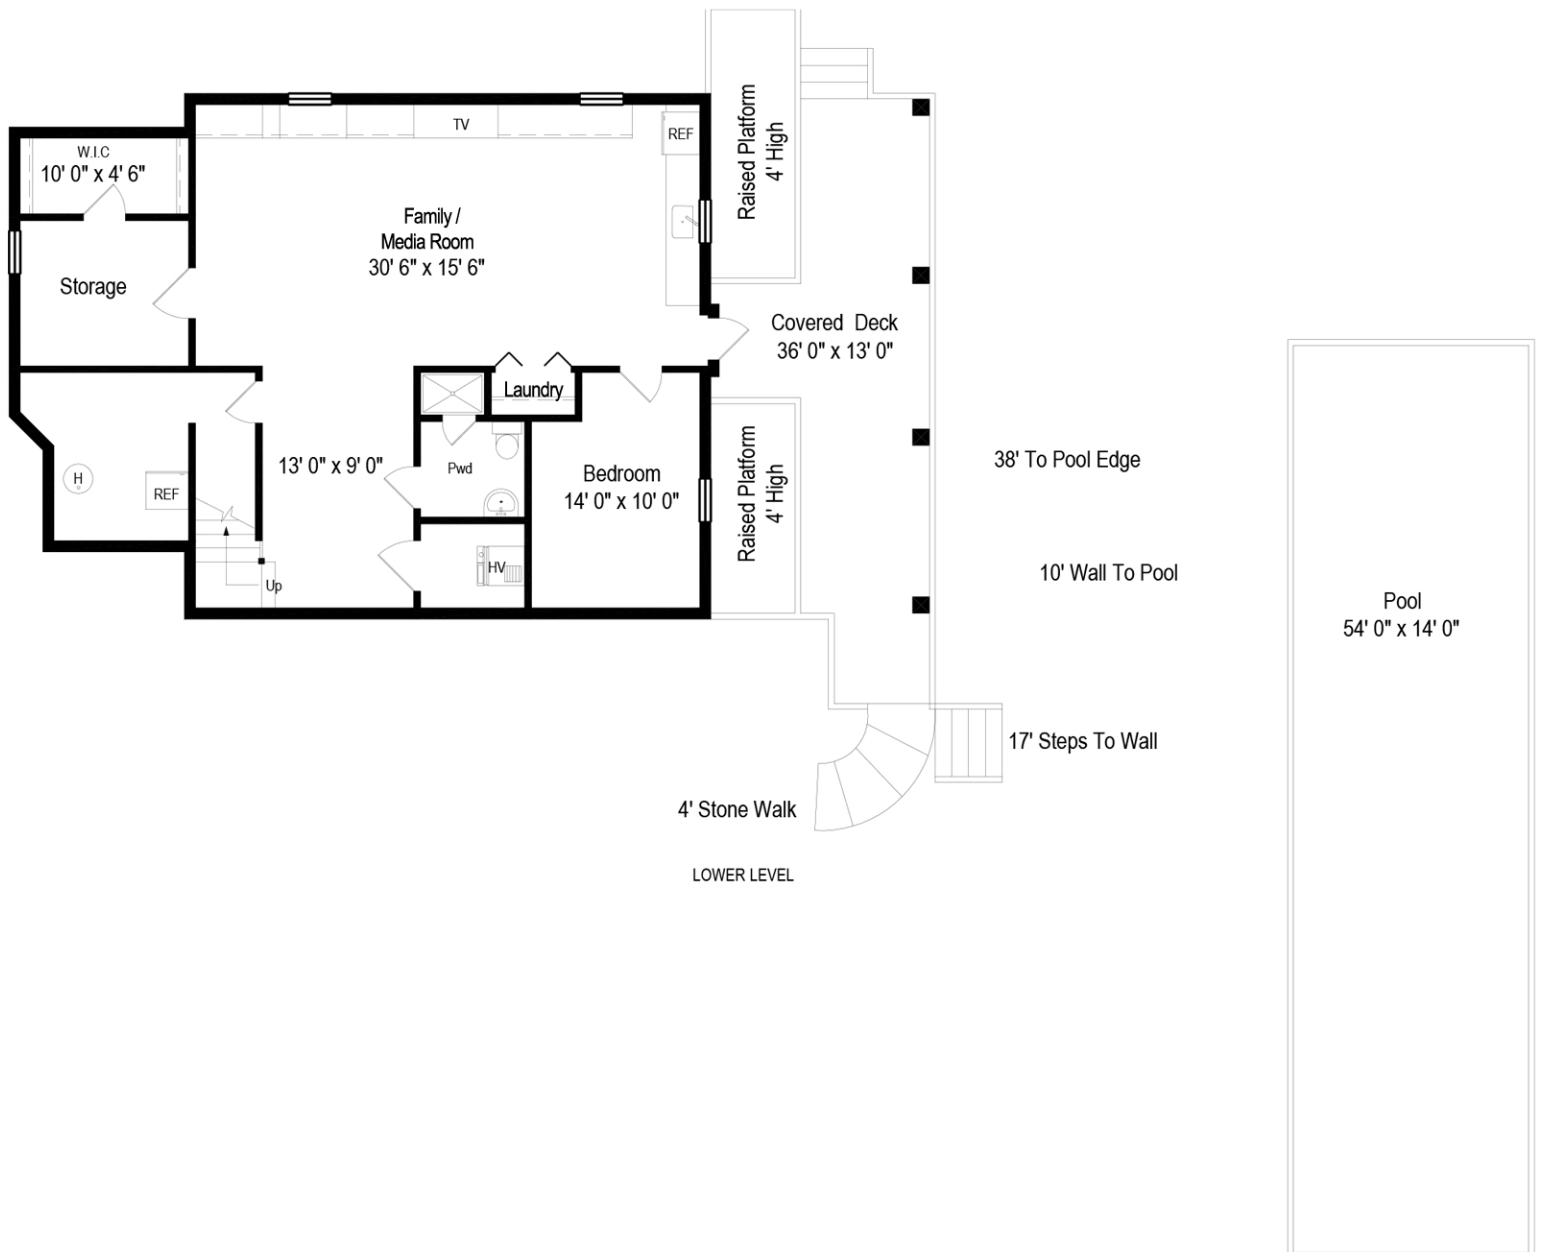 TV
REF
Raised Platform
4' High
W.I.C
10' 0" x 4' 6"
Family /
Media Room
30' 6" x 15' 6"
Storage
Covered Deck
36' 0" x 13' 0"
Laundry
13' 0" x 9' 0"
Pwd
Bedroom
14' 0" x 10' 0"
Raised Platform
4' High
38' To Pool Edge
H
REF
HV
Up
10' Wall To Pool
Pool
54' 0" x 14' 0"
17' Steps To Wall
4' Stone Walk
LOWER LEVEL